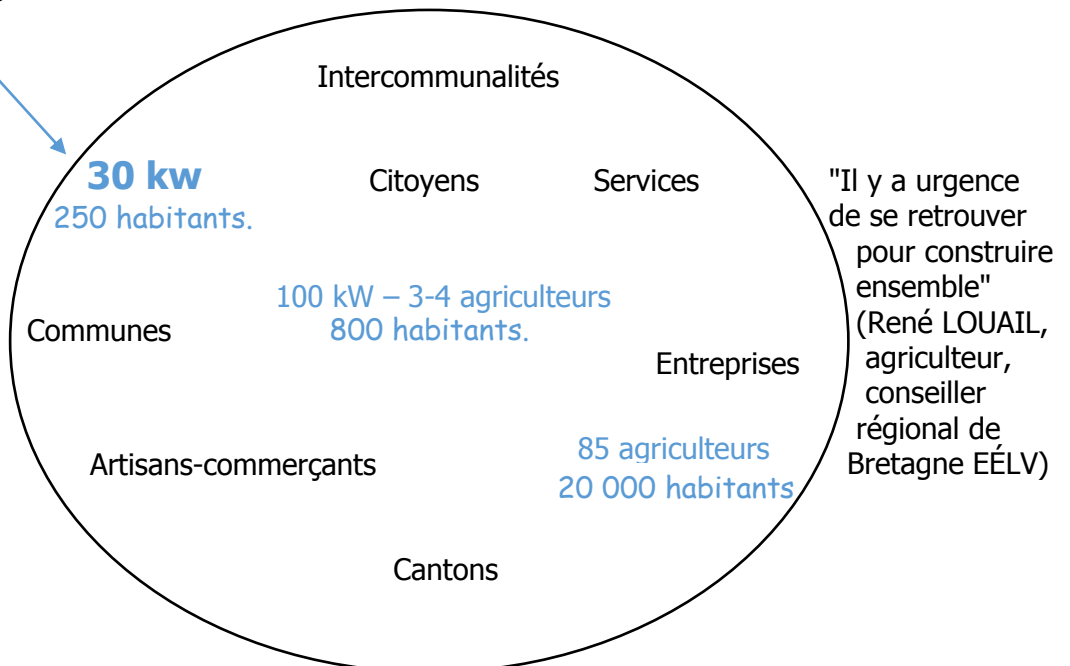 Intercommunalités
30 kw
250 habitants.
Citoyens
Services
100 kW – 3-4 agriculteurs
800 habitants.
Communes
Entreprises
Artisans-commerçants
85 agriculteurs
20 000 habitants
Cantons
"Il y a urgence
de se retrouver
pour construire
ensemble"
(René LOUAIL,
agriculteur,
conseiller
régional de
Bretagne EÉLV)